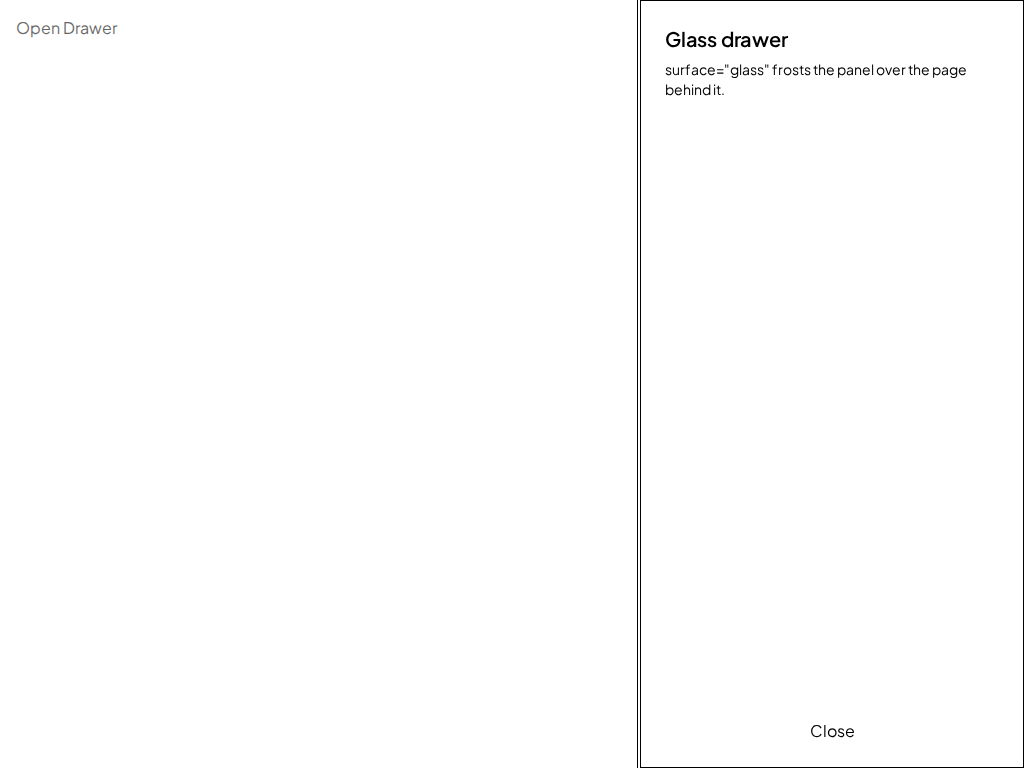 Open Drawer
Glass drawer
surface="glass" frosts the panel over the page
behind it.
Close